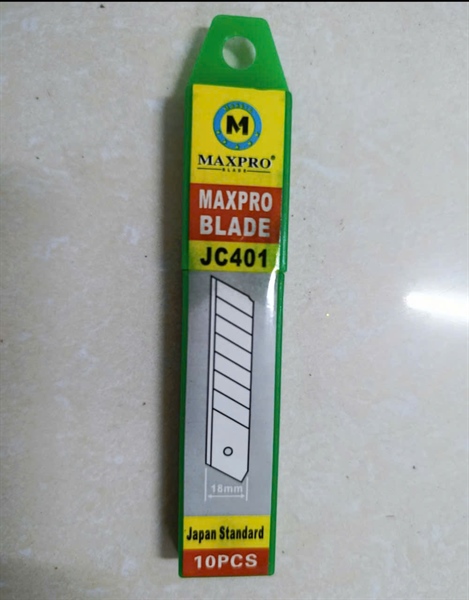 M
MAXPRO®
BLADE
MAXPRO
BLADE
JC401
18mm
Japan Standard
10PCS